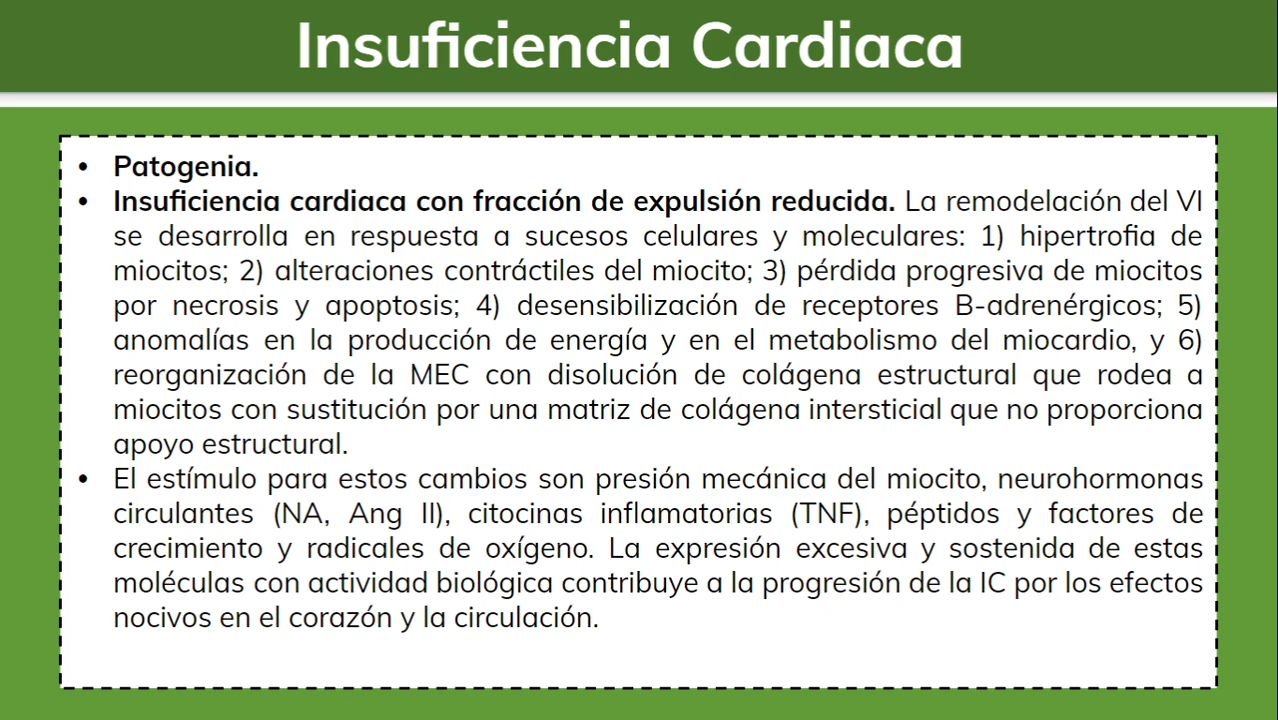 Insuficiencia Cardiaca
• Patogenia.
• Insuficiencia cardiaca con fracción de expulsión reducida. La remodelación del VI
se desarrolla en respuesta a sucesos celulares y moleculares: 1) hipertrofia de
miocitos; 2) alteraciones contráctiles del miocito; 3) pérdida progresiva de miocitos
por necrosis y apoptosis; 4) desensibilización de receptores B-adrenérgicos; 5)
anomalías en la producción de energía y en el metabolismo del miocardio, y 6)
reorganización de la MEC con disolución de colágena estructural que rodea a
miocitos con sustitución por una matriz de colágena intersticial que no proporciona
apoyo estructural.
• El estímulo para estos cambios son presión mecánica del miocito, neurohormonas
circulantes (NA, Ang II), citocinas inflamatorias (TNF), péptidos y factores de
crecimiento y radicales de oxígeno. La expresión excesiva y sostenida de estas
moléculas con actividad biológica contribuye a la progresión de la IC por los efectos
nocivos en el corazón y la circulación.